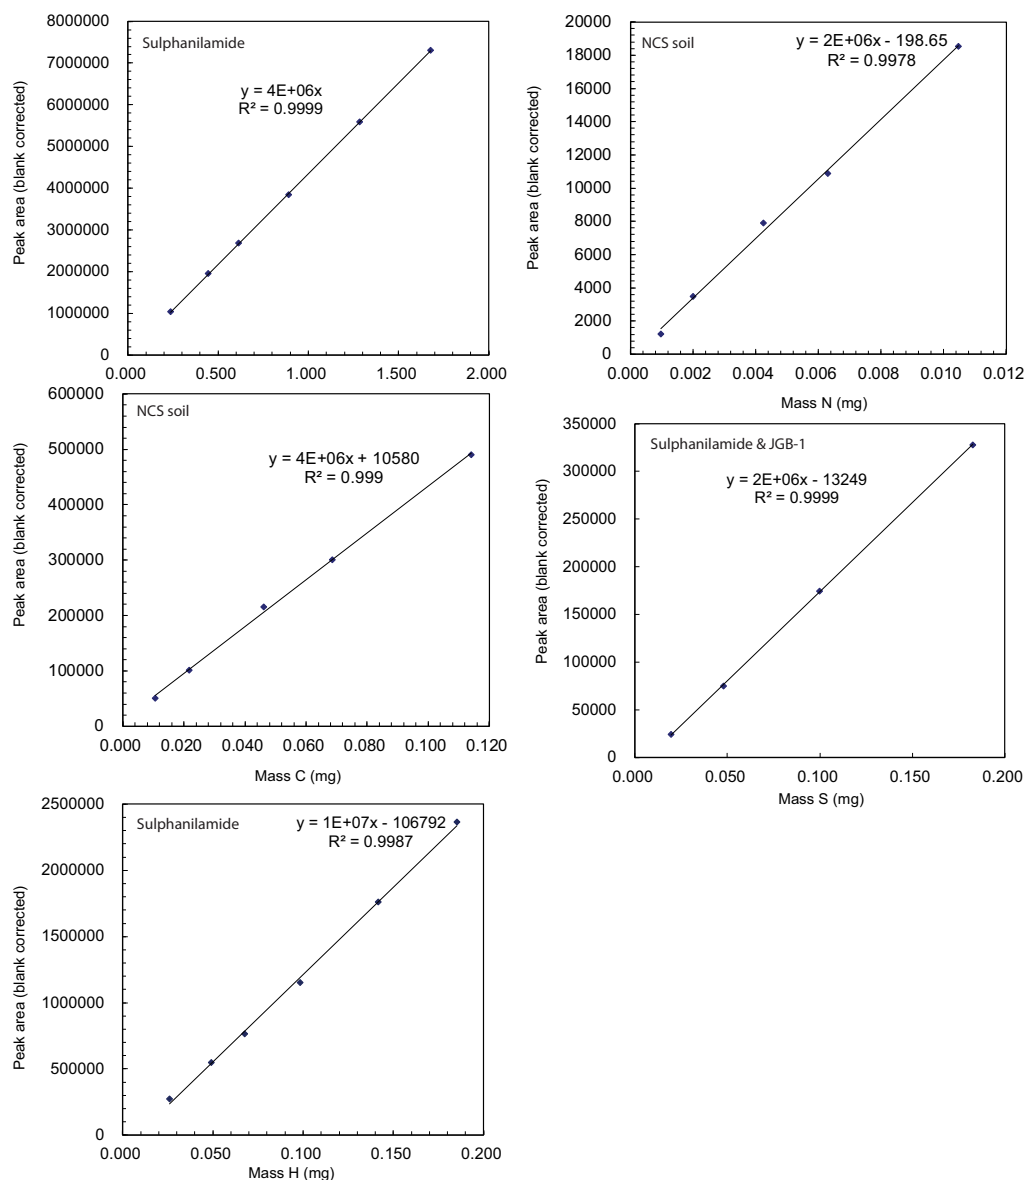 Sulphanilamide
y = 4E+06x
R² = 0.9999
Peak area (blank corrected)
8000000
7000000
6000000
5000000
4000000
3000000
2000000
1000000
0
0.000 0.500 1.000 1.500 2.000
NCS soil
y = 2E+06x - 198.65
R² = 0.9978
Peak area (blank corrected)
20000
18000
16000
14000
12000
10000
8000
6000
4000
2000
0
0.000 0.002 0.004 0.006 0.008 0.010 0.012
Mass N (mg)
NCS soil
y = 4E+06x + 10580
R² = 0.999
Peak area (blank corrected)
600000
500000
400000
300000
200000
100000
0
0.000 0.020 0.040 0.060 0.080 0.100 0.120
Mass C (mg)
Sulphanilamide & JGB-1
y = 2E+06x - 13249
R² = 0.9999
Peak area (blank corrected)
350000
300000
250000
200000
150000
100000
50000
0
0.000 0.050 0.100 0.150 0.200
Mass S (mg)
Sulphanilamide
y = 1E+07x - 106792
R² = 0.9987
Peak area (blank corrected)
2500000
2000000
1500000
1000000
500000
0
0.000 0.050 0.100 0.150 0.200
Mass H (mg)